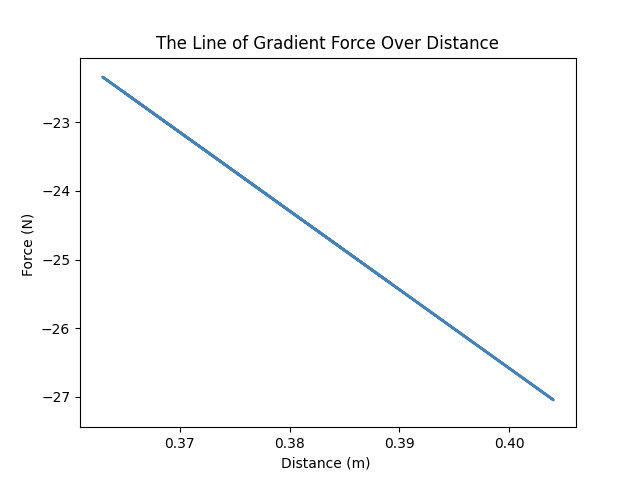 The Line of Gradient Force Over Distance
Force (N)
−23
−24
−25
−26
−27
0.37 0.38 0.39 0.40
Distance (m)